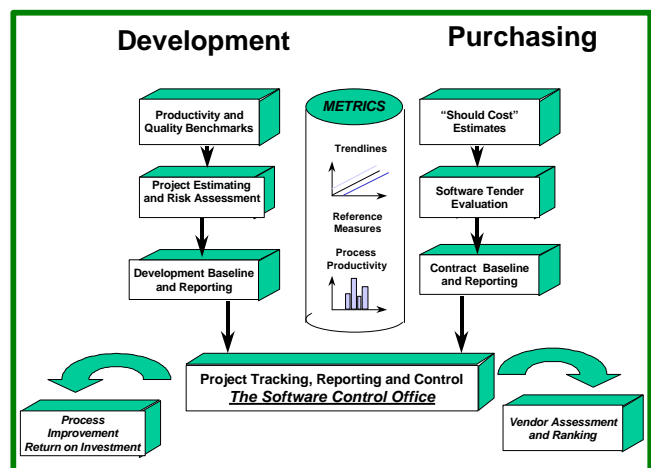 Development
Purchasing
Productivity and
Quality Benchmarks
METRICS
"Should Cost"
Estimates
Trendlines
Project Estimating
and Risk Assessment
Software Tender
Evaluation
Reference
Measures
Process
Productivity
Development Baseline
and Reporting
Contract Baseline
and Reporting
Project Tracking, Reporting and Control
The Software Control Office
Process
Improvement
Return on Investment
Vendor Assessment
and Ranking